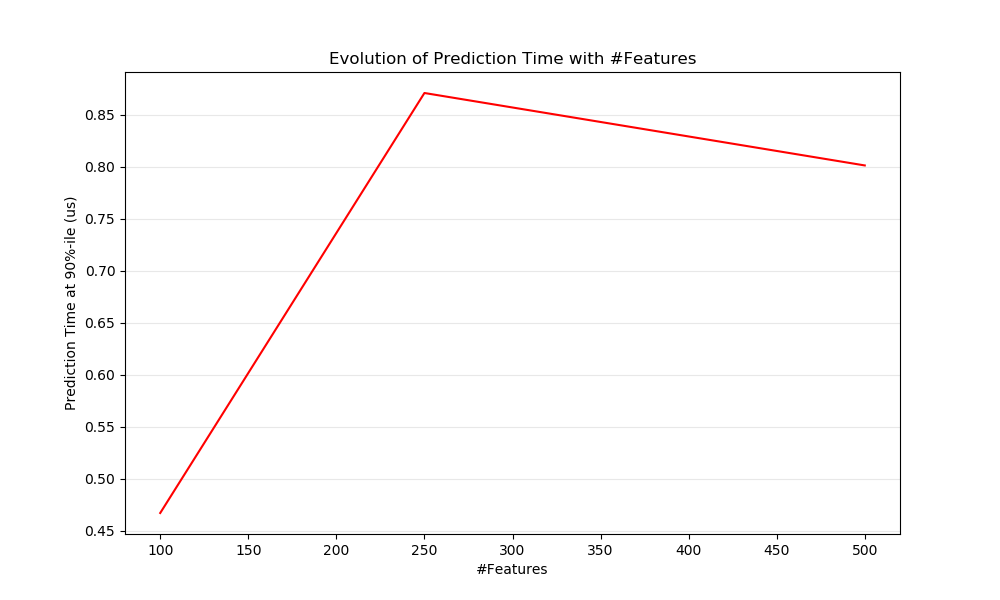 Evolution of Prediction Time with #Features
Prediction Time at 90%-ile (us)
0.85
0.80
0.75
0.70
0.65
0.60
0.55
0.50
0.45
100 150 200 250 300 350 400 450 500
#Features